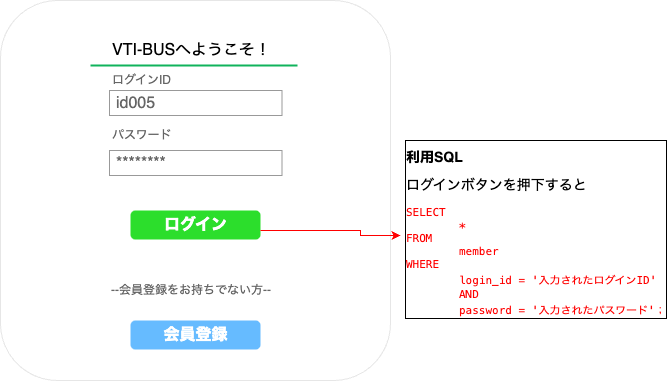 VTI-BUSへようこそ！
ログインID
id005
パスワード
********
ログイン
--会員登録をお持ちでない方--
会員登録
利用SQL
ログインボタンを押下すると
SELECT
*
FROM
member
WHERE
login_id = '入力されたログインID'
AND
password = '入力されたパスワード';